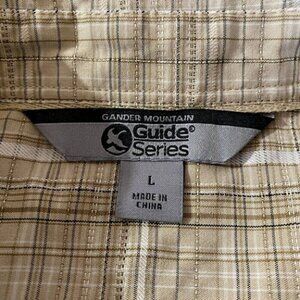 GANDER MOUNTAIN
Guide®
Series
L
MADE IN
CHINA